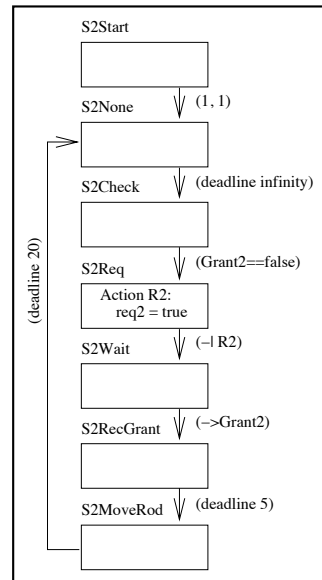 S2Start
(1, 1)
S2None
(deadline infinity)
S2Check
(Grant2==false)
S2Req
Action R2:
req2 = true
(–| R2)
S2Wait
(–>Grant2)
S2RecGrant
(deadline 5)
S2MoveRod
(deadline 20)